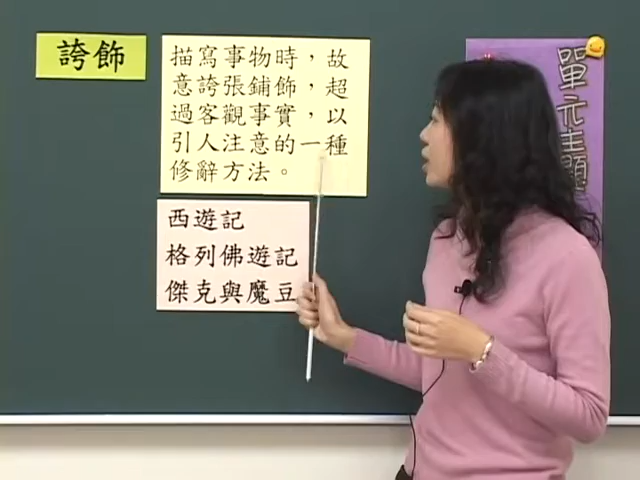 誇飾
描寫事物時，故
意誇張鋪飾，超
過客觀事實，以
引人注意的一種
修辭方法。
西遊記
格列佛遊記
傑克與魔豆
單元主題